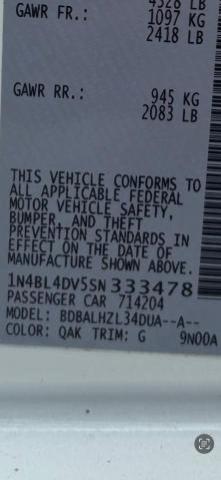 4328 LB
GAWR FR.: 1097 KG
2418 LB
GAWR RR.: 945 KG
2083 LB
THIS VEHICLE CONFORMS TO
ALL APPLICABLE FEDERAL
MOTOR VEHICLE SAFETY,
BUMPER, AND THEFT
PREVENTION STANDARDS IN
EFFECT ON THE DATE OF
MANUFACTURE SHOWN ABOVE.
1N4BL4DV5SN333478
PASSENGER CAR 714204
MODEL: BDBALHZL34DUA--A--
COLOR: QAK TRIM: G 9N00A